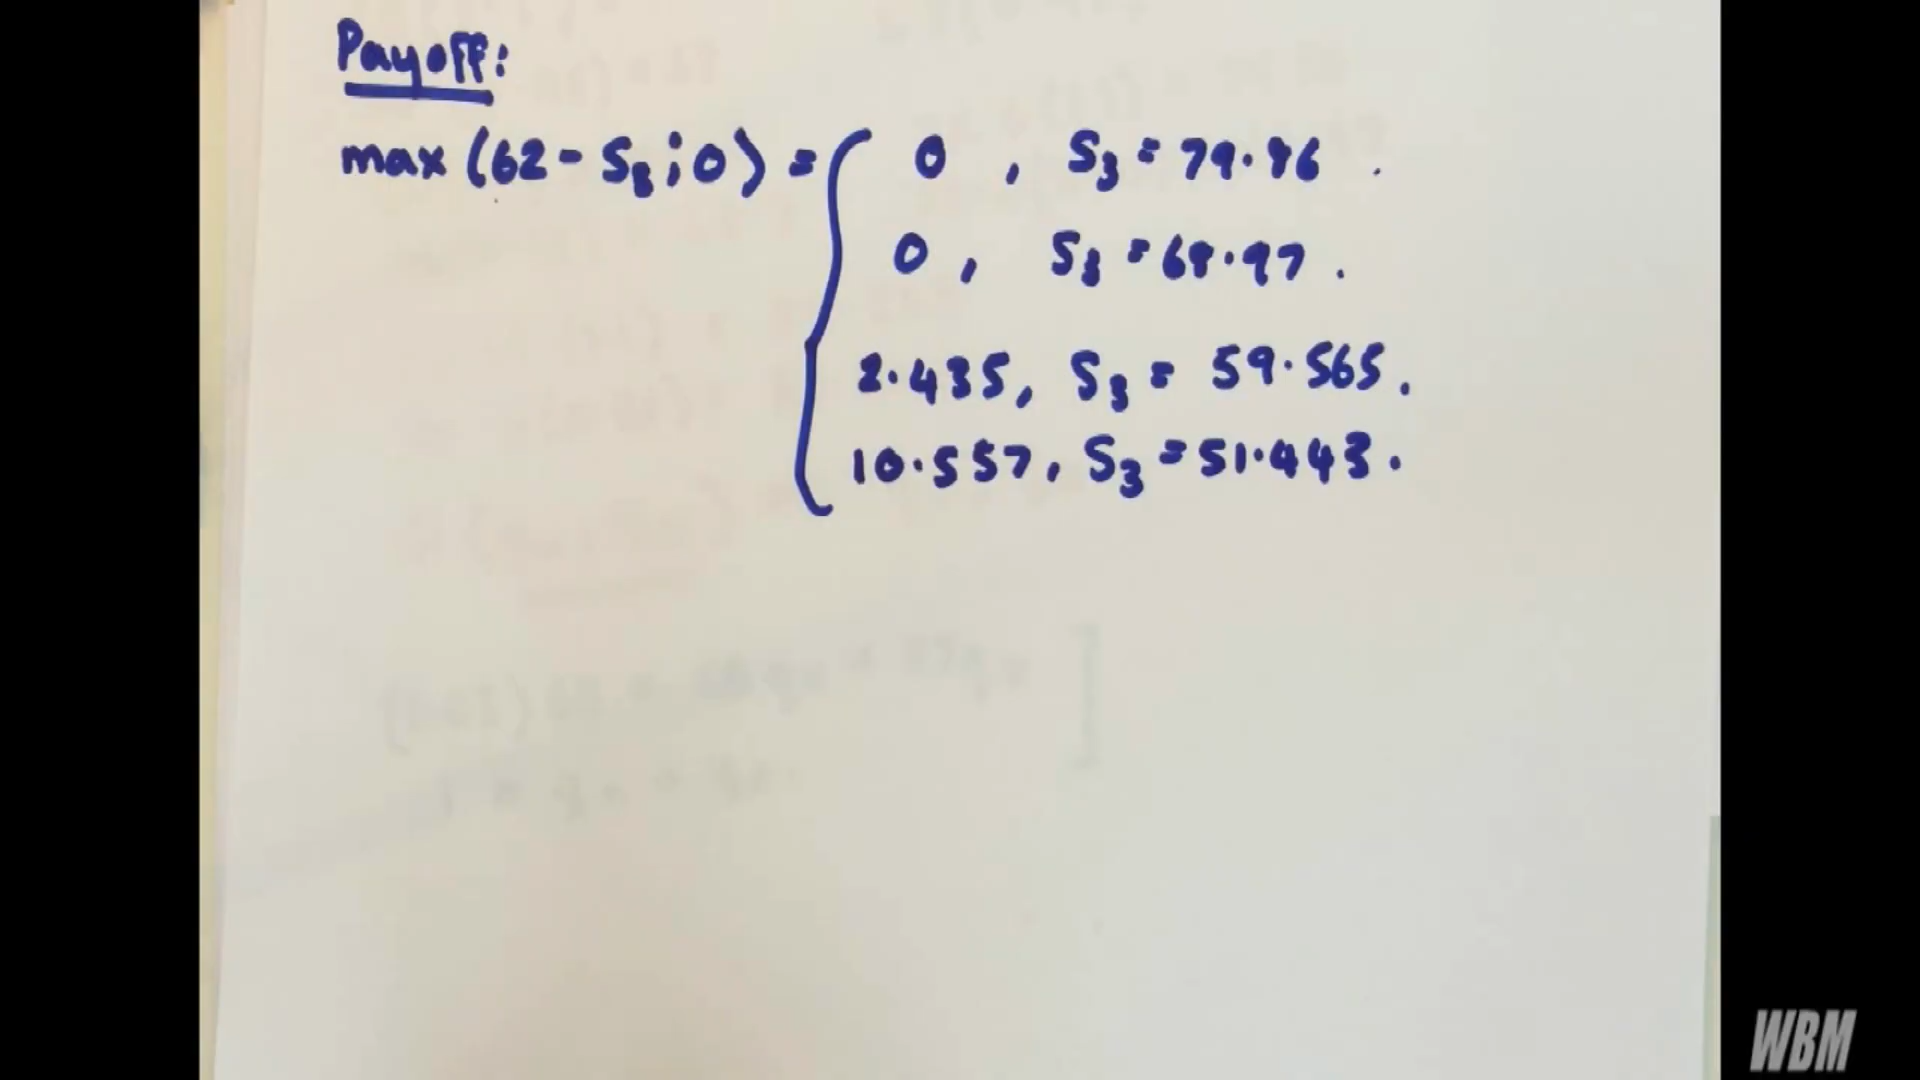 Payoff:
max (62 - S3; 0) = { 0 , S3 = 79.86 .
0 , S3 = 68.97 .
2.435, S3 = 59.565.
10.557, S3 = 51.443.
WBM